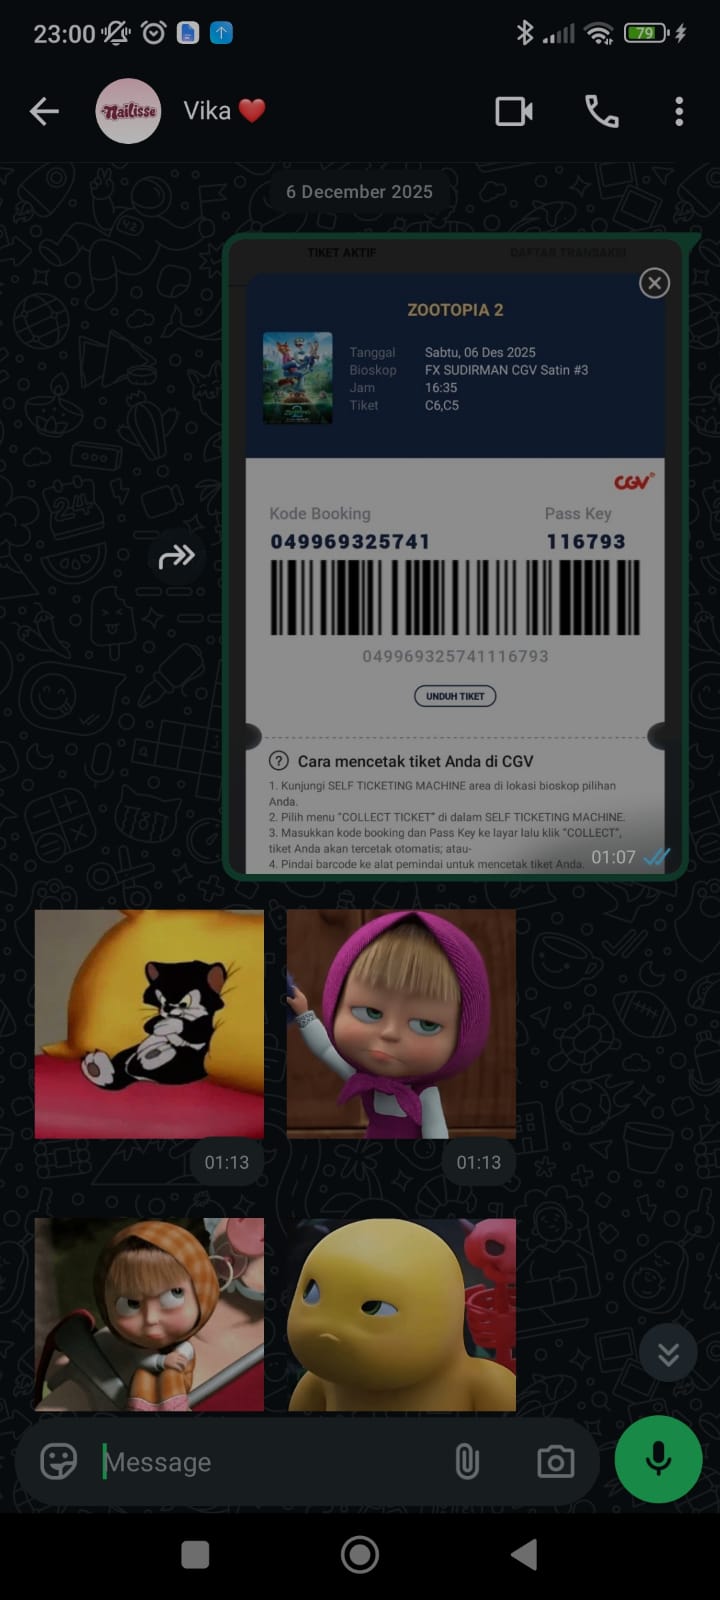 23:00
79
Nailisse
Vika
6 December 2025
TIKET AKTIF DAFTAR TRANSAKSI
ZOOTOPIA 2
Tanggal Sabtu, 06 Des 2025
Bioskop FX SUDIRMAN CGV Satin #3
Jam 16:35
Tiket C6,C5
CGV
Kode Booking Pass Key
049969325741 116793
049969325741116793
UNDUH TIKET
? Cara mencetak tiket Anda di CGV
1. Kunjungi SELF TICKETING MACHINE area di lokasi bioskop pilihan
Anda.
2. Pilih menu "COLLECT TICKET" di dalam SELF TICKETING MACHINE.
3. Masukkan kode booking dan Pass Key ke layar lalu klik "COLLECT",
tiket Anda akan tercetak otomatis; atau-
4. Pindai barcode ke alat pemindai untuk mencetak tiket Anda.
01:07
01:13 01:13
Message